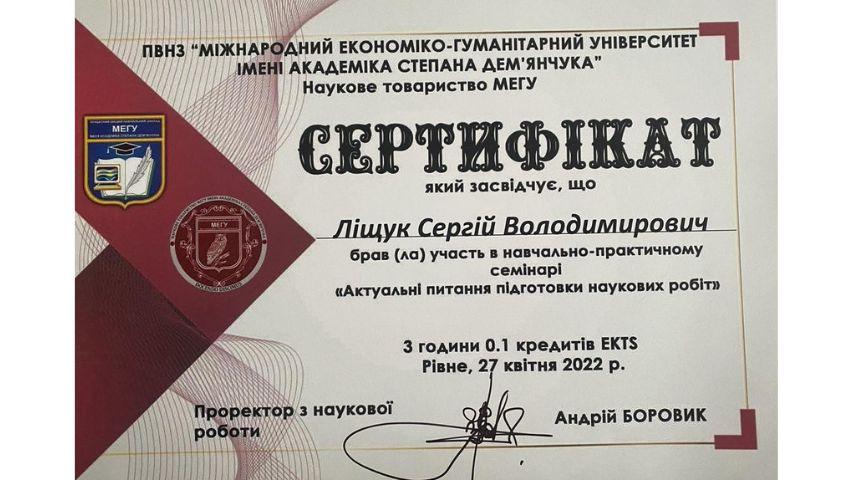 ПВНЗ “МІЖНАРОДНИЙ ЕКОНОМІКО-ГУМАНІТАРНИЙ УНІВЕРСИТЕТ
ІМЕНІ АКАДЕМІКА СТЕПАНА ДЕМ'ЯНЧУКА”
Наукове товариство МЕГУ
СЕРТИФІКАТ
який засвідчує, що
Ліщук Сергій Володимирович
брав (ла) участь в навчально-практичному
семінарі
«Актуальні питання підготовки наукових робіт»
3 години 0.1 кредитів EKTS
Рівне, 27 квітня 2022 р.
Проректор з наукової
роботи
Андрій БОРОВИК
МЕГУ
МЕГУ